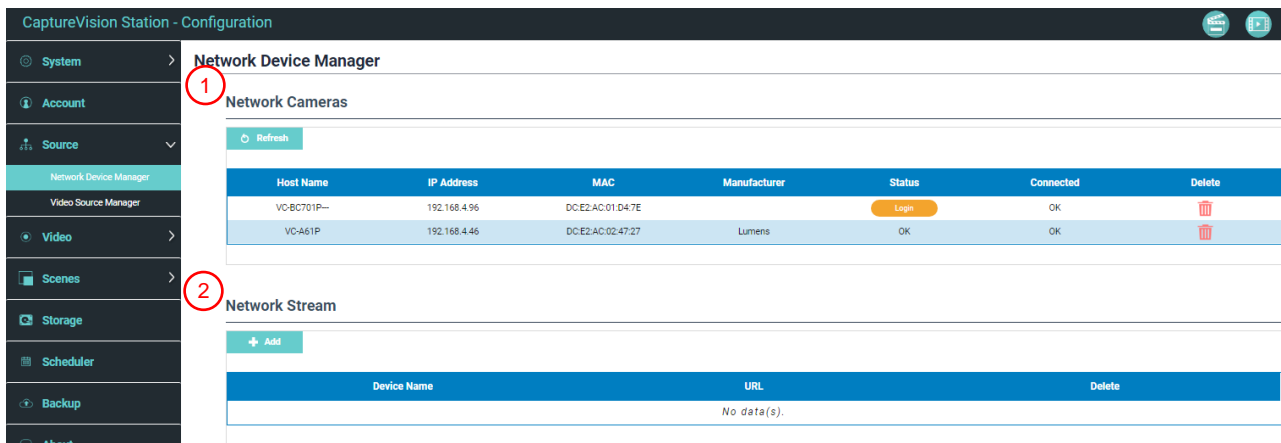 CaptureVision Station - Configuration
System
Account
Source
Network Device Manager
Video Source Manager
Video
Scenes
Storage
Scheduler
Backup
About
Network Device Manager
1
Network Cameras
Refresh
Host Name IP Address MAC Manufacturer Status Connected Delete
VC-BC701P--- 192.168.4.96 DC:E2:AC:01:D4:7E Login OK
VC-A61P 192.168.4.46 DC:E2:AC:02:47:27 Lumens OK OK
2
Network Stream
Add
Device Name URL Delete
No data(s).